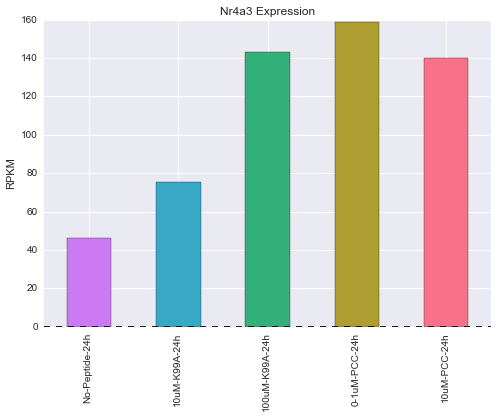 Nr4a3 Expression
RPKM
160
140
120
100
80
60
40
20
0
No-Peptide-24h
10uM-K99A-24h
100uM-K99A-24h
0-1uM-PCC-24h
10uM-PCC-24h